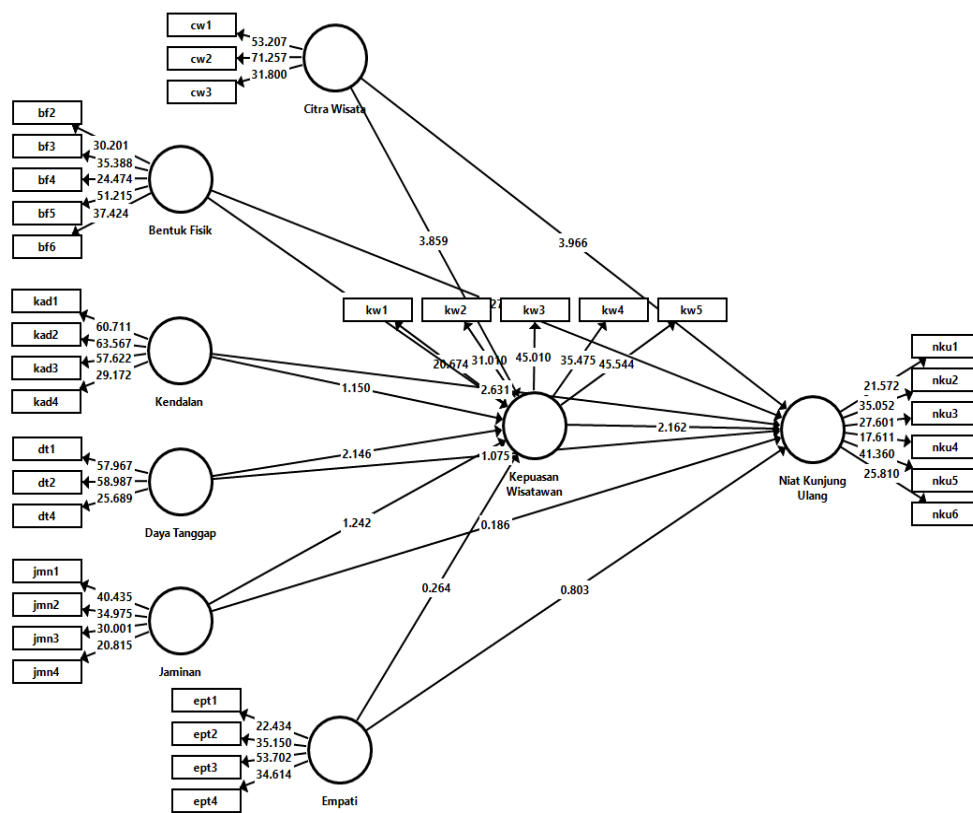 cw1
53.207
cw2
71.257
cw3
31.800
Citra Wisata
bf2
30.201
bf3
35.388
bf4
24.474
bf5
51.215
bf6
37.424
Bentuk Fisik
3.859
3.966
kad1
60.711
kad2
63.567
kad3
57.622
kad4
29.172
Kendalan
kw1
kw2
kw3
kw4
kw5
20.674
31.010
45.010
35.475
45.544
1.150
2.631
dt1
57.967
dt2
58.987
dt4
25.689
Daya Tanggap
2.146
1.075
2.162
Kepuasan
Wisatawan
nku1
21.572
nku2
35.052
nku3
27.601
nku4
17.611
nku5
41.360
nku6
25.810
Niat Kunjung
Ulang
jmn1
40.435
jmn2
34.975
jmn3
30.001
jmn4
20.815
Jaminan
1.242
0.186
0.264
0.803
ept1
22.434
ept2
35.150
ept3
53.702
ept4
34.614
Empati